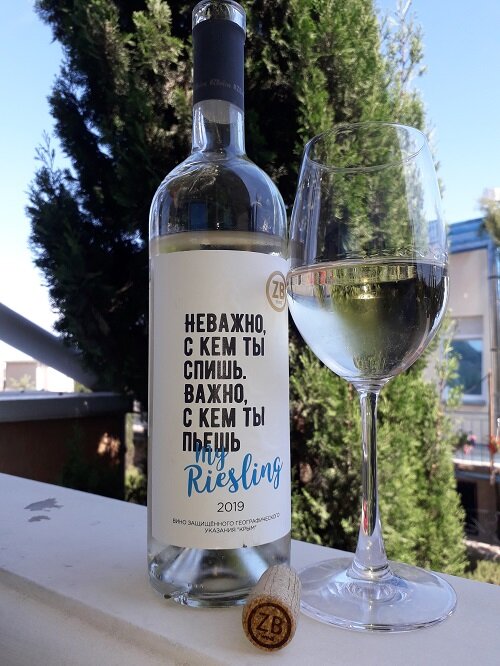 ZB
НЕВАЖНО,
С КЕМ ТЫ
СПИШЬ.
ВАЖНО,
С КЕМ ТЫ
ПЬЕШЬ
My
Riesling
2019
ВИНО ЗАЩИЩЁННОГО ГЕОГРАФИЧЕСКОГО
УКАЗАНИЯ "КРЫМ"
ZB